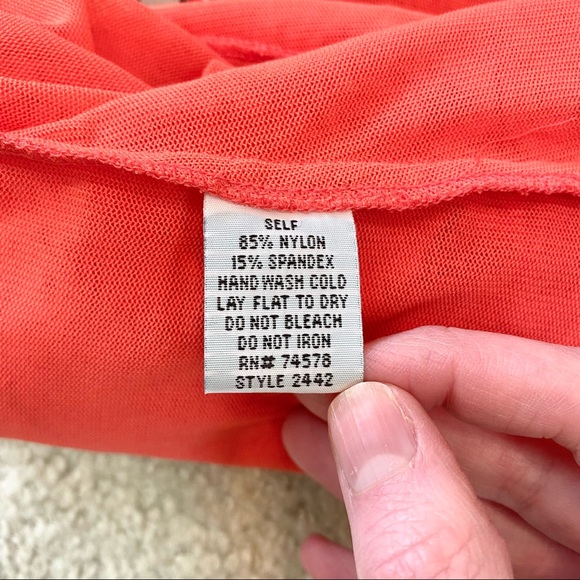 SELF
85% NYLON
15% SPANDEX
HAND WASH COLD
LAY FLAT TO DRY
DO NOT BLEACH
DO NOT IRON
RN# 74578
STYLE 2442